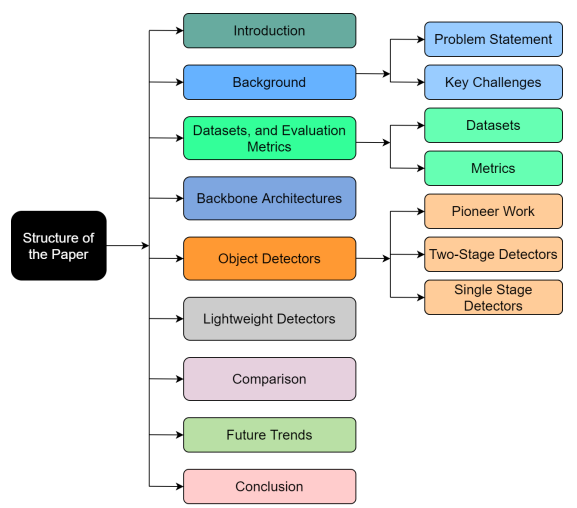 Structure of
the Paper
Introduction
Background
Problem Statement
Key Challenges
Datasets, and Evaluation
Metrics
Datasets
Metrics
Backbone Architectures
Object Detectors
Pioneer Work
Two-Stage Detectors
Single Stage
Detectors
Lightweight Detectors
Comparison
Future Trends
Conclusion